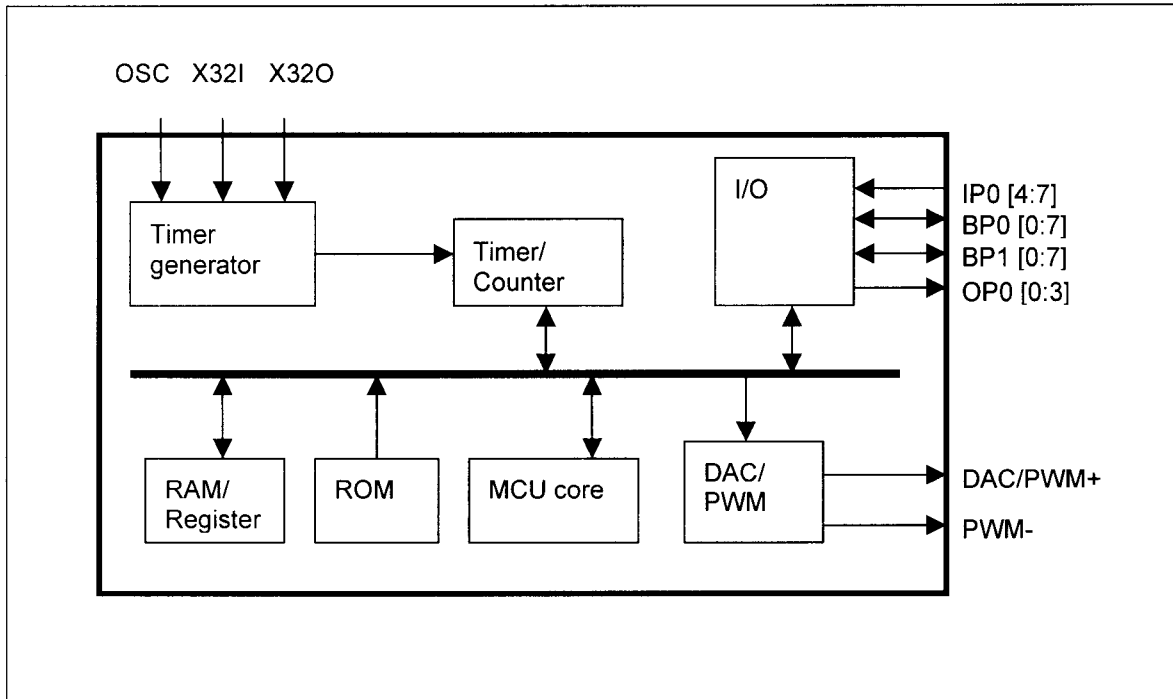 OSC X32I X32O
Timer
generator
Timer/
Counter
I/O
IP0 [4:7]
BP0 [0:7]
BP1 [0:7]
OP0 [0:3]
RAM/
Register
ROM
MCU core
DAC/
PWM
DAC/PWM+
PWM-